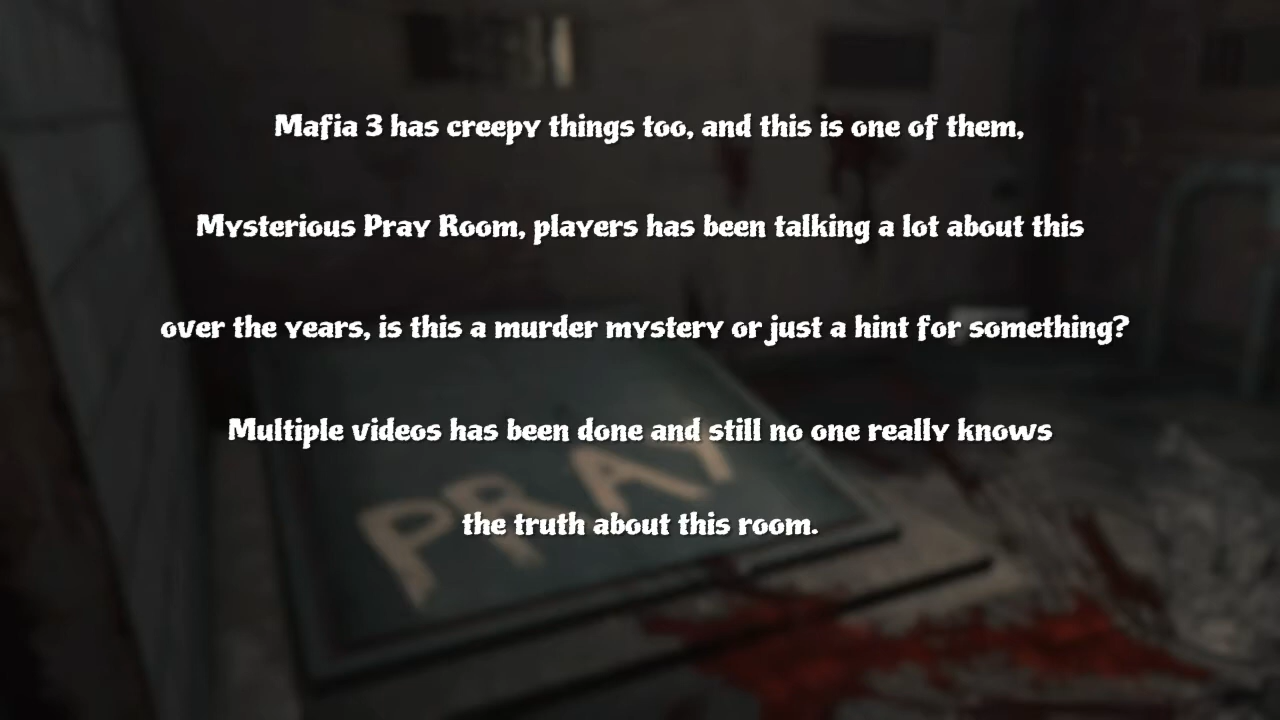 Mafia 3 has creepy things too, and this is one of them,
Mysterious Pray Room, players has been talking a lot about this
over the years, is this a murder mystery or just a hint for something?
Multiple videos has been done and still no one really knows
the truth about this room.
PRAY